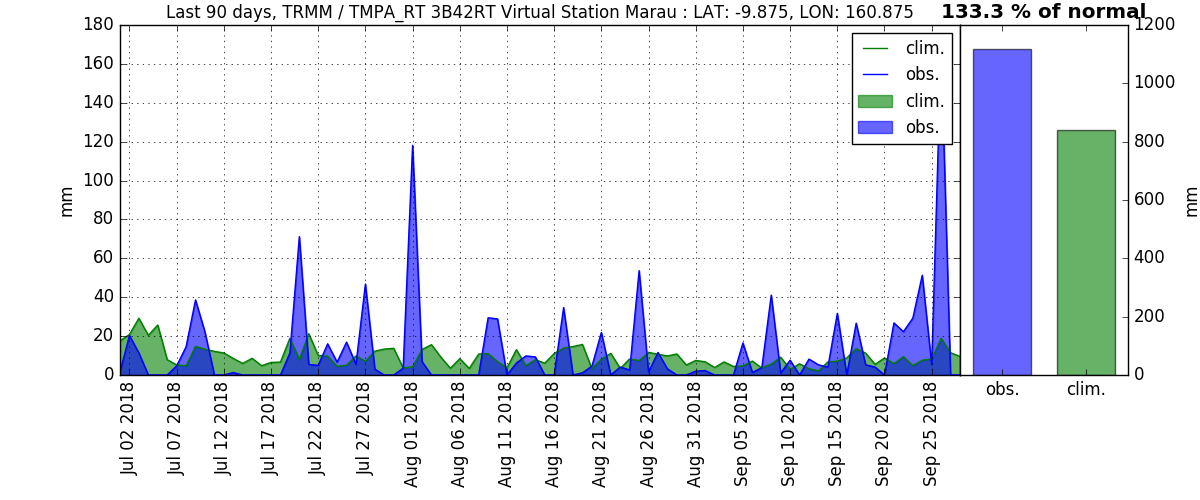 Last 90 days, TRMM / TMPA_RT 3B42RT Virtual Station Marau : LAT: -9.875, LON: 160.875
133.3 % of normal
180
160
140
120
100
80
60
40
20
0
mm
clim.
obs.
clim.
obs.
1200
1000
800
600
400
200
0
mm
obs.
clim.
Jul 02 2018
Jul 07 2018
Jul 12 2018
Jul 17 2018
Jul 22 2018
Jul 27 2018
Aug 01 2018
Aug 06 2018
Aug 11 2018
Aug 16 2018
Aug 21 2018
Aug 26 2018
Aug 31 2018
Sep 05 2018
Sep 10 2018
Sep 15 2018
Sep 20 2018
Sep 25 2018